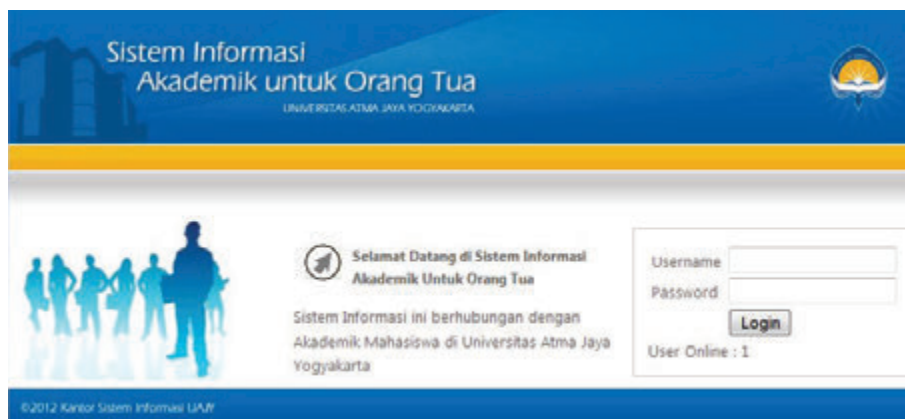 Sistem Informasi
Akademik untuk Orang Tua
UNIVERSITAS ATMA JAYA YOGYAKARTA
Selamat Datang di Sistem Informasi
Akademik Untuk Orang Tua
Sistem Informasi ini berhubungan dengan
Akademik Mahasiswa di Universitas Atma Jaya
Yogyakarta
Username
Password
Login
User Online : 1
©2012 Kantor Sistem Informasi UAJY